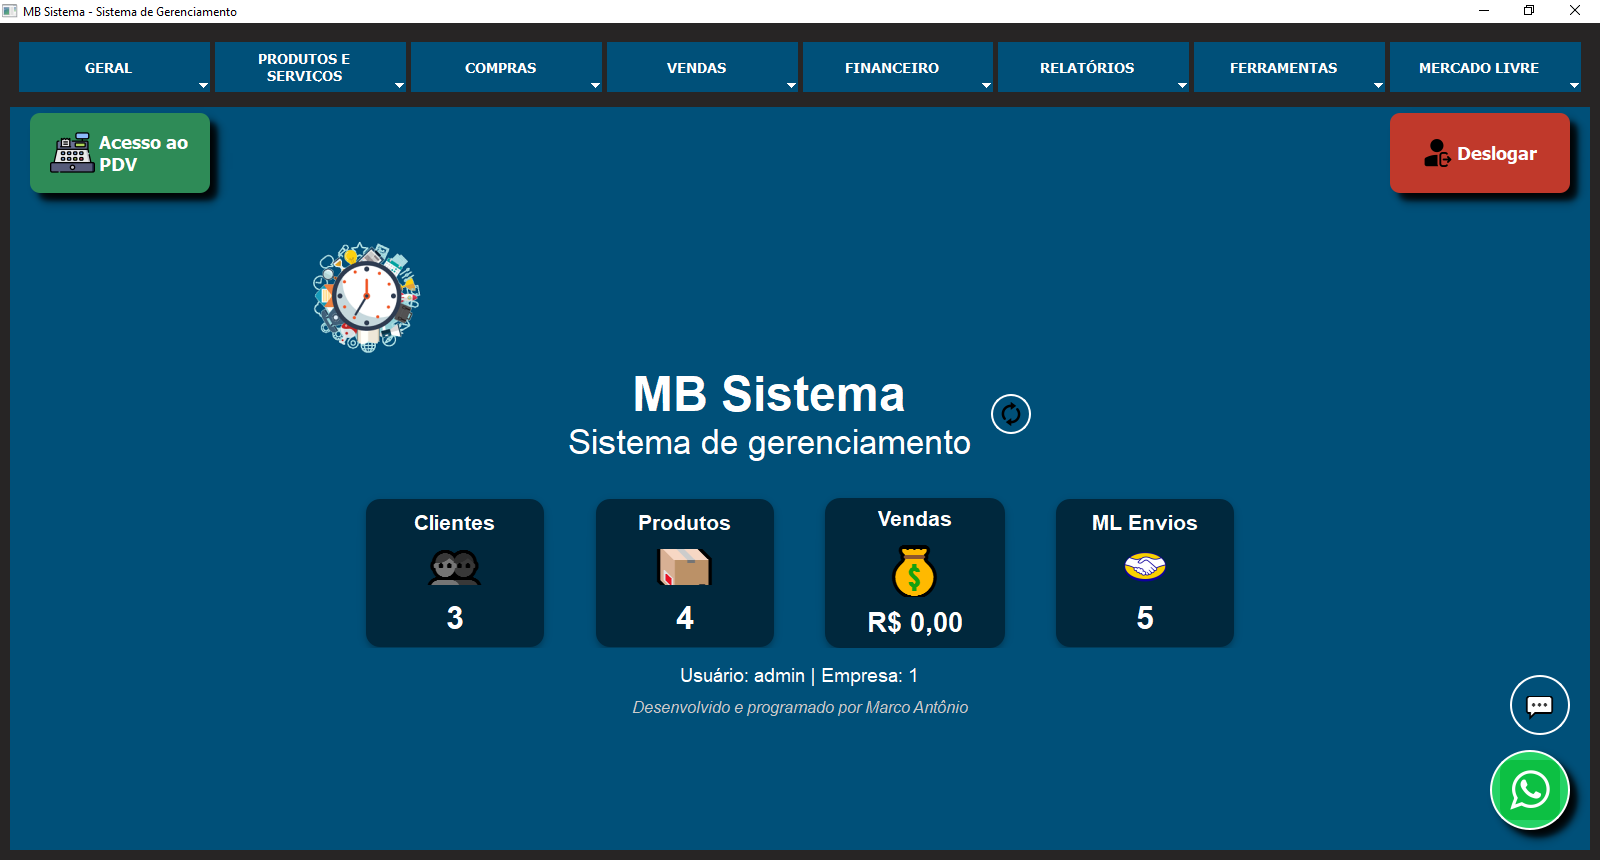 MB Sistema - Sistema de Gerenciamento
GERAL
PRODUTOS E
SERVICOS
COMPRAS
VENDAS
FINANCEIRO
RELATÓRIOS
FERRAMENTAS
MERCADO LIVRE
Acesso ao
PDV
Deslogar
MB Sistema
Sistema de gerenciamento
Clientes
3
Produtos
4
Vendas
R$ 0,00
ML Envios
5
Usuário: admin | Empresa: 1
Desenvolvido e programado por Marco Antônio